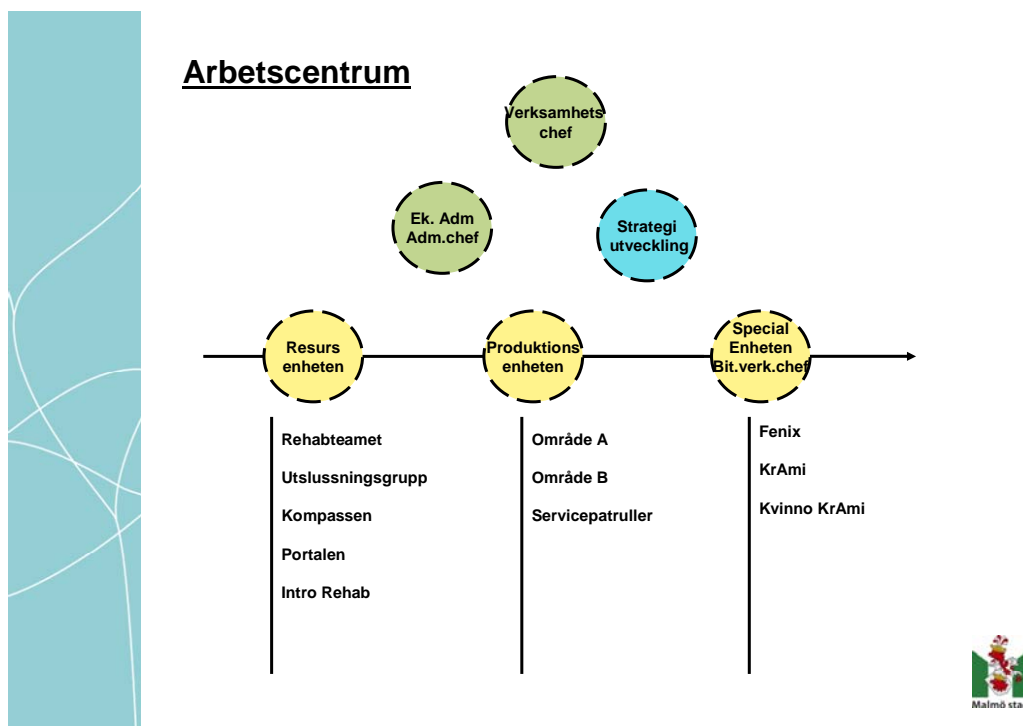 Arbetscentrum
Verksamhets
chef
Ek. Adm
Adm.chef
Strategi
utveckling
Resurs
enheten
Produktions
enheten
Special
Enheten
Bit.verk.chef
Rehabteamet
Utslussningsgrupp
Kompassen
Portalen
Intro Rehab
Område A
Område B
Servicepatruller
Fenix
KrAmi
Kvinno KrAmi
Malmö sta